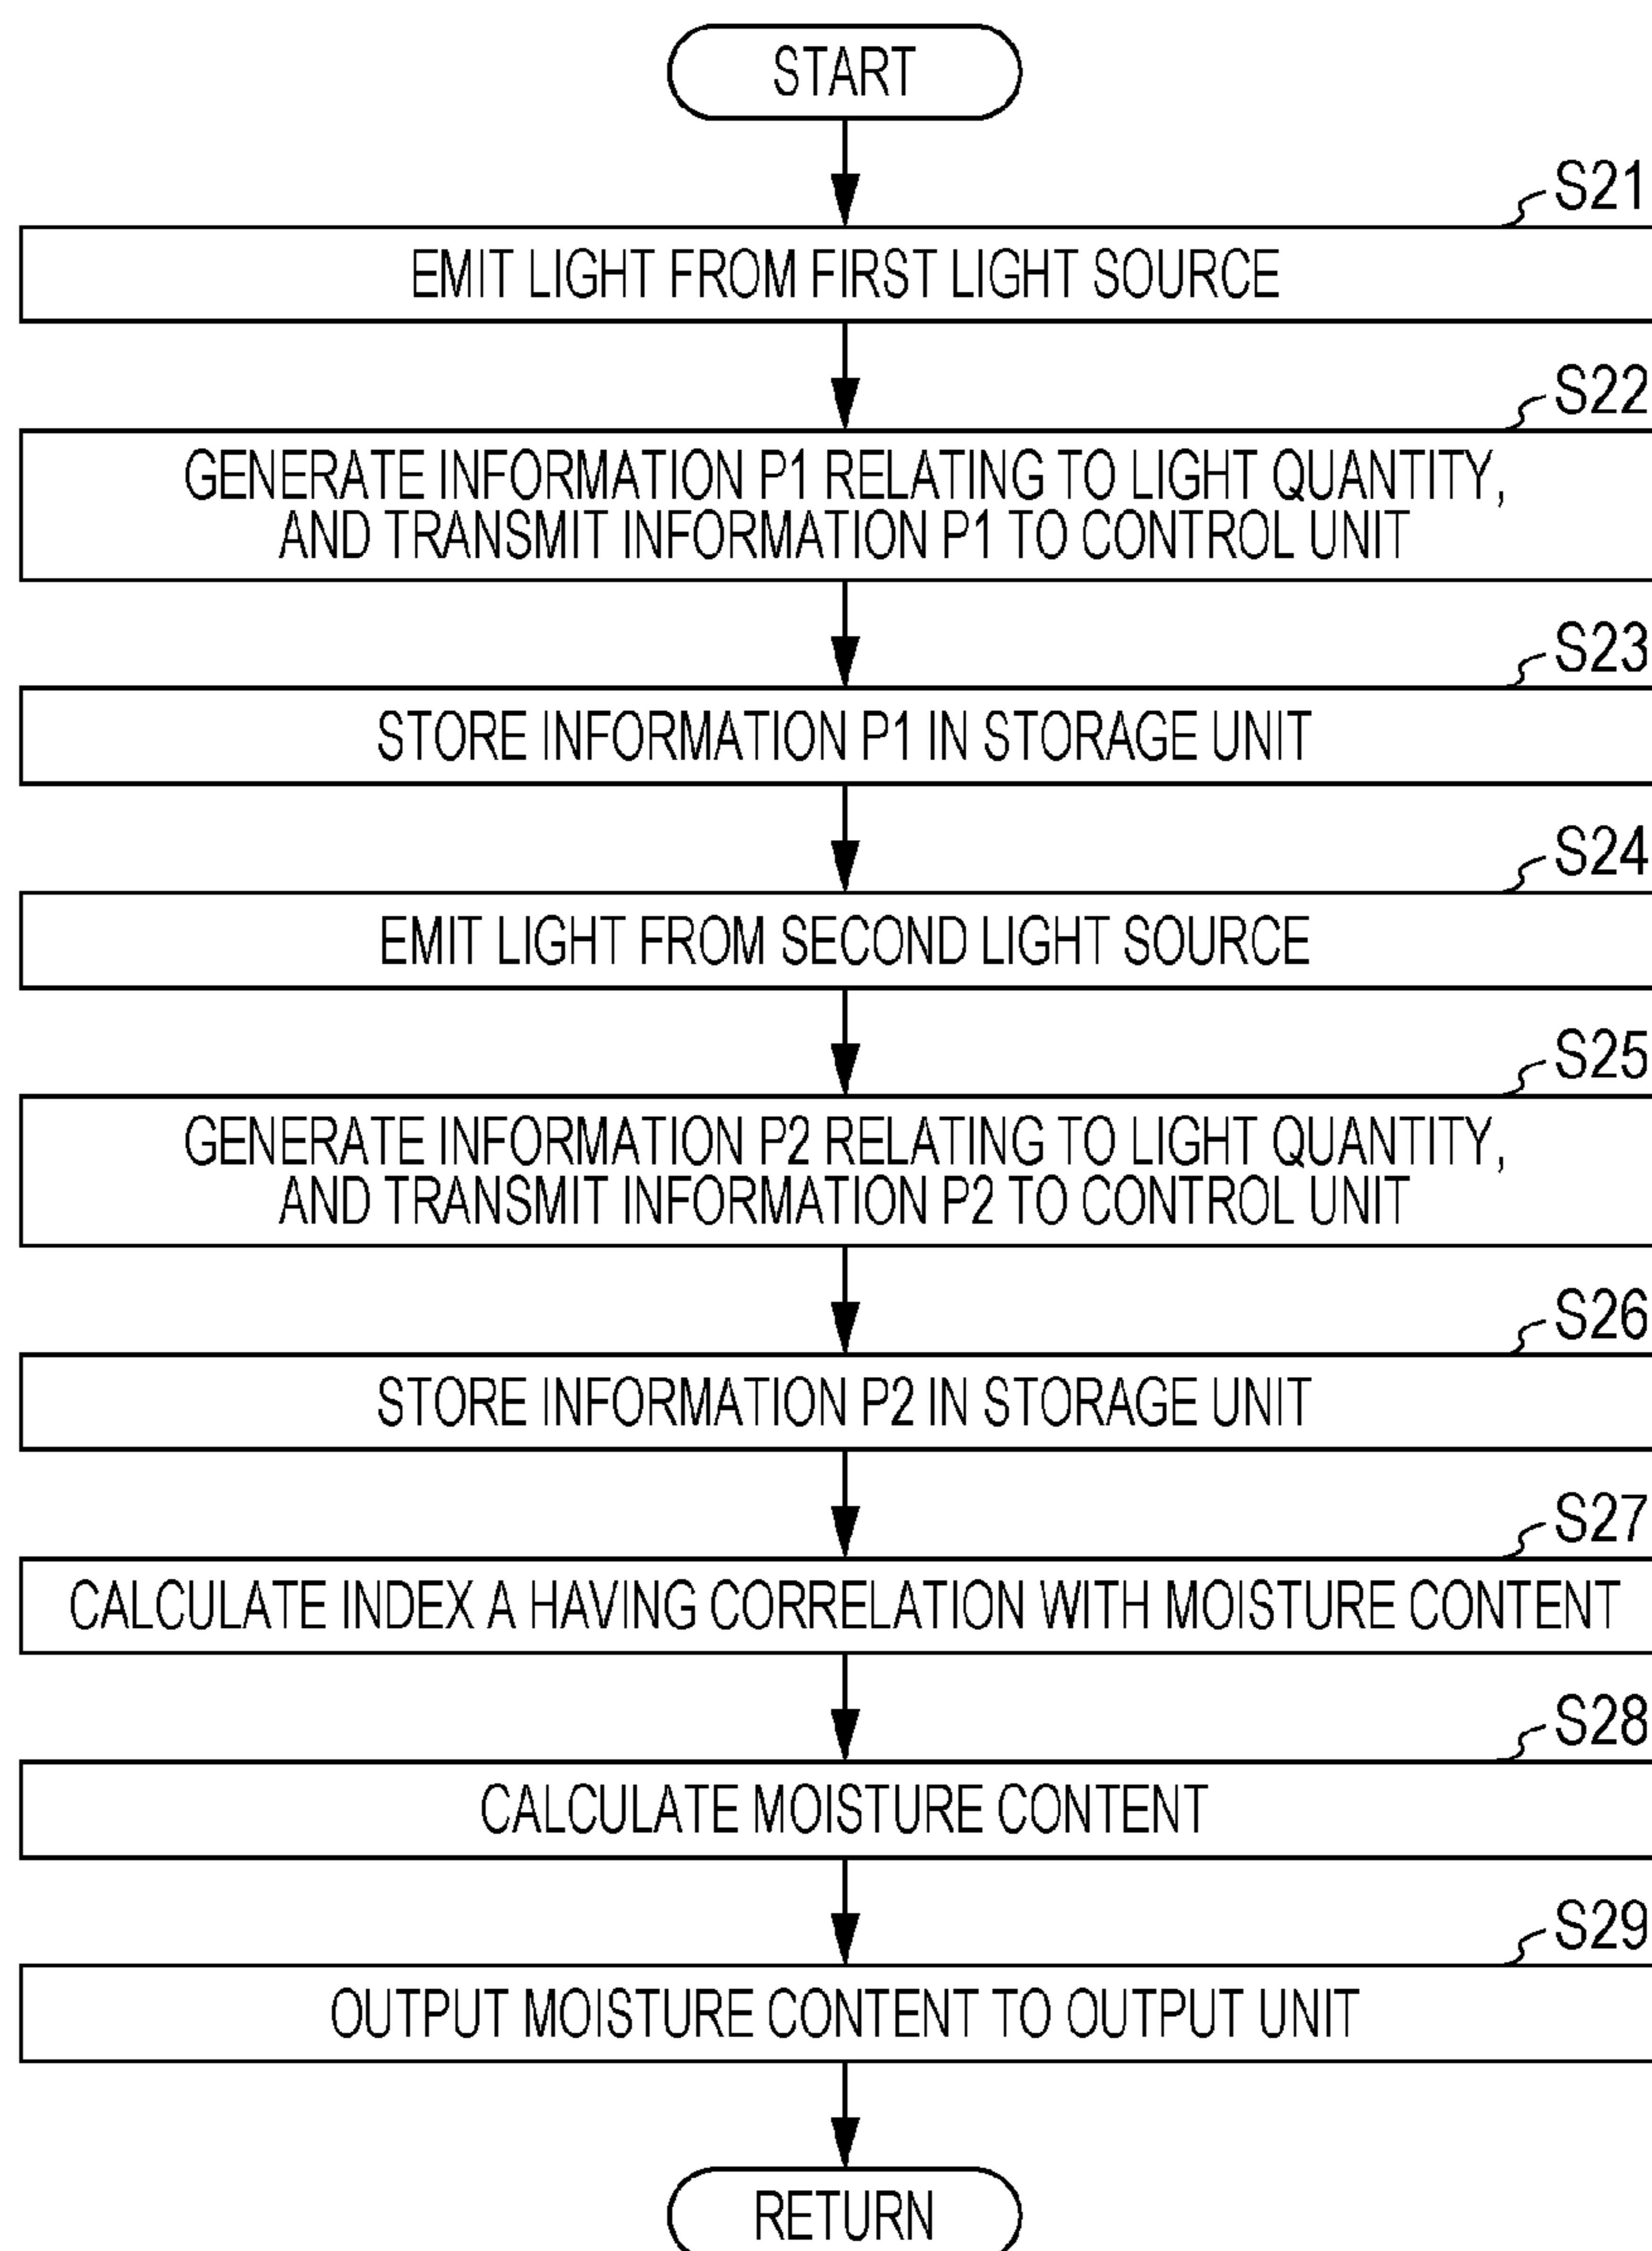 START
S21
EMIT LIGHT FROM FIRST LIGHT SOURCE
S22
GENERATE INFORMATION P1 RELATING TO LIGHT QUANTITY,
AND TRANSMIT INFORMATION P1 TO CONTROL UNIT
S23
STORE INFORMATION P1 IN STORAGE UNIT
S24
EMIT LIGHT FROM SECOND LIGHT SOURCE
S25
GENERATE INFORMATION P2 RELATING TO LIGHT QUANTITY,
AND TRANSMIT INFORMATION P2 TO CONTROL UNIT
S26
STORE INFORMATION P2 IN STORAGE UNIT
S27
CALCULATE INDEX A HAVING CORRELATION WITH MOISTURE CONTENT
S28
CALCULATE MOISTURE CONTENT
S29
OUTPUT MOISTURE CONTENT TO OUTPUT UNIT
RETURN